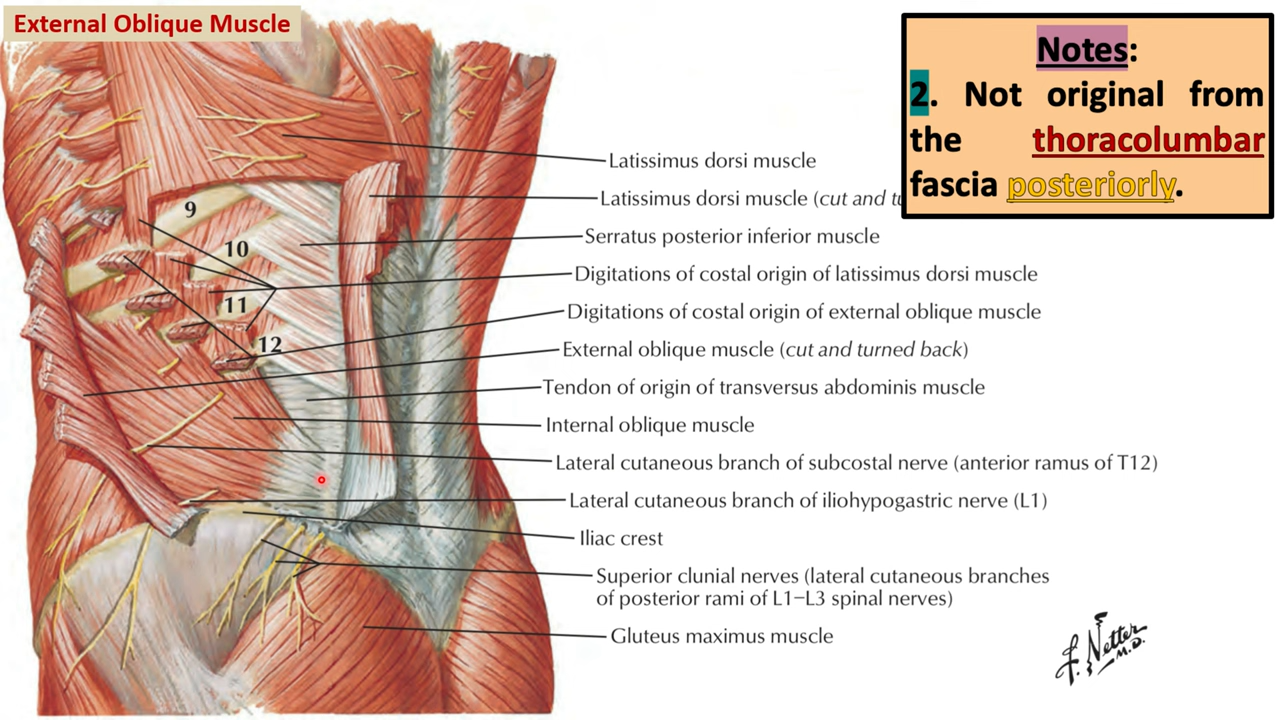 External Oblique Muscle
Notes:
2. Not original from
the thoracolumbar
fascia posteriorly.
Latissimus dorsi muscle
Latissimus dorsi muscle (cut and
Serratus posterior inferior muscle
9
10
Digitations of costal origin of latissimus dorsi muscle
11
Digitations of costal origin of external oblique muscle
12
External oblique muscle (cut and turned back)
Tendon of origin of transversus abdominis muscle
Internal oblique muscle
Lateral cutaneous branch of subcostal nerve (anterior ramus of T12)
Lateral cutaneous branch of iliohypogastric nerve (L1)
Iliac crest
Superior clunial nerves (lateral cutaneous branches
of posterior rami of L1–L3 spinal nerves)
Gluteus maximus muscle
F. Netter
M.D.